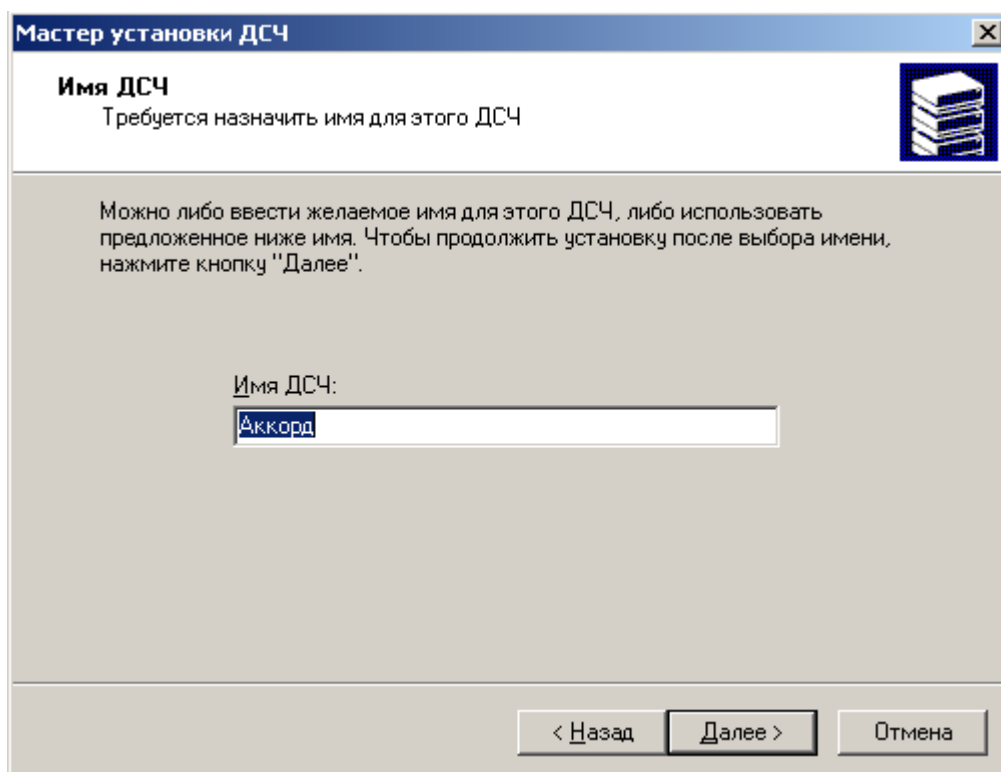 Мастер установки ДСЧ
Имя ДСЧ
Требуется назначить имя для этого ДСЧ
Можно либо ввести желаемое имя для этого ДСЧ, либо использовать
предложенное ниже имя. Чтобы продолжить установку после выбора имени,
нажмите кнопку "Далее".
Имя ДСЧ:
Аккорд
< Назад Далее > Отмена